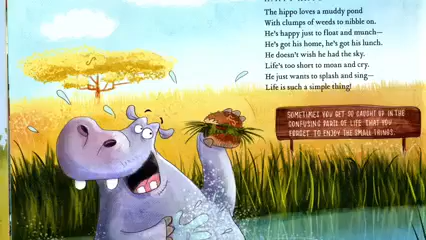 The hippo loves a muddy pond
With clumps of weeds to nibble on.
He's happy just to float and munch—
He's got his home, he's got his lunch.
He doesn't wish he had the sky.
Life's too short to moan and cry.
He just wants to splash and sing—
Life is such a simple thing!
SOMETIMES YOU GET SO CAUGHT UP IN THE
CONFUSING PARTS OF LIFE THAT YOU
FORGET TO ENJOY THE SMALL THINGS.